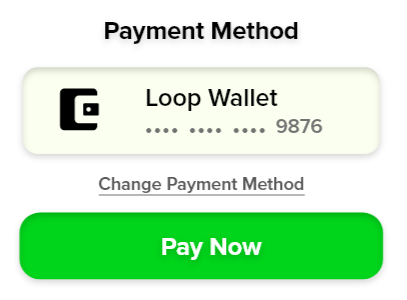 Payment Method
Loop Wallet
•••• •••• •••• 9876
Change Payment Method
Pay Now